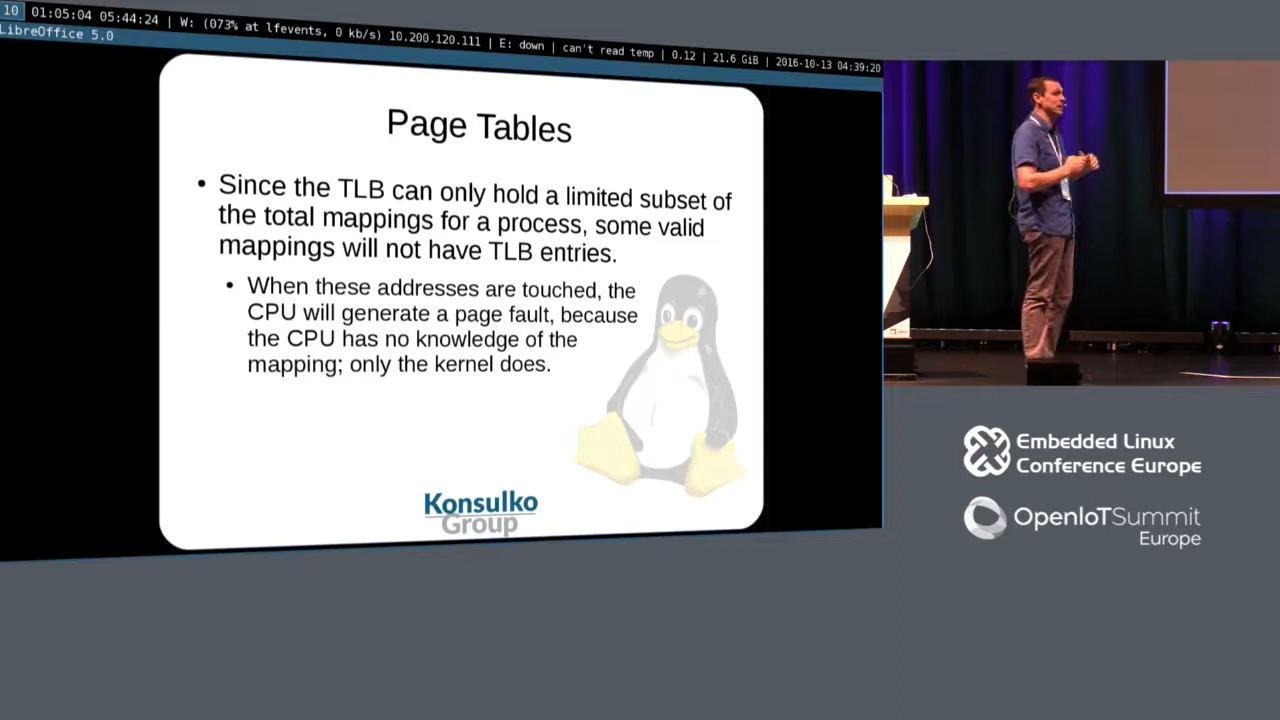 10 01:05:04 05:44:24 | W: (073% at lfevents, 0 kb/s) 10.200.120.111 | E: down | can't read temp | 0.12 | 21.6 GiB | 2016-10-13 04:39:20
LibreOffice 5.0
Page Tables
• Since the TLB can only hold a limited subset of
the total mappings for a process, some valid
mappings will not have TLB entries.
• When these addresses are touched, the
CPU will generate a page fault, because
the CPU has no knowledge of the
mapping; only the kernel does.
Konsulko
Group
Embedded Linux
Conference Europe
OpenIoTSummit
Europe